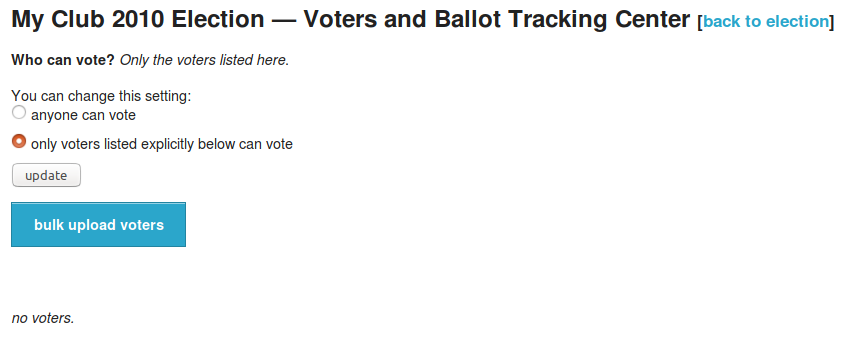 My Club 2010 Election — Voters and Ballot Tracking Center [back to election]
Who can vote? Only the voters listed here.
You can change this setting:
anyone can vote
only voters listed explicitly below can vote
update
bulk upload voters
no voters.